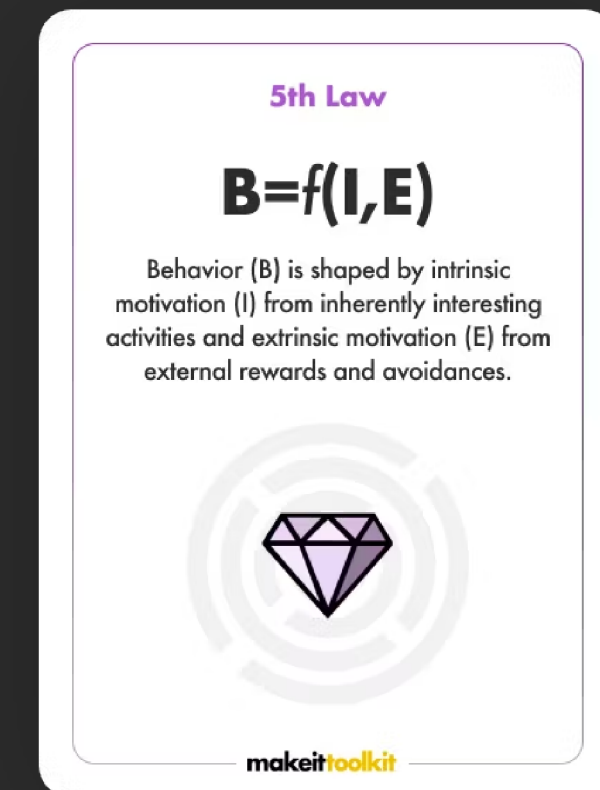 5th Law
B=f(I,E)
Behavior (B) is shaped by intrinsic
motivation (I) from inherently interesting
activities and extrinsic motivation (E) from
external rewards and avoidances.
makeittoolkit